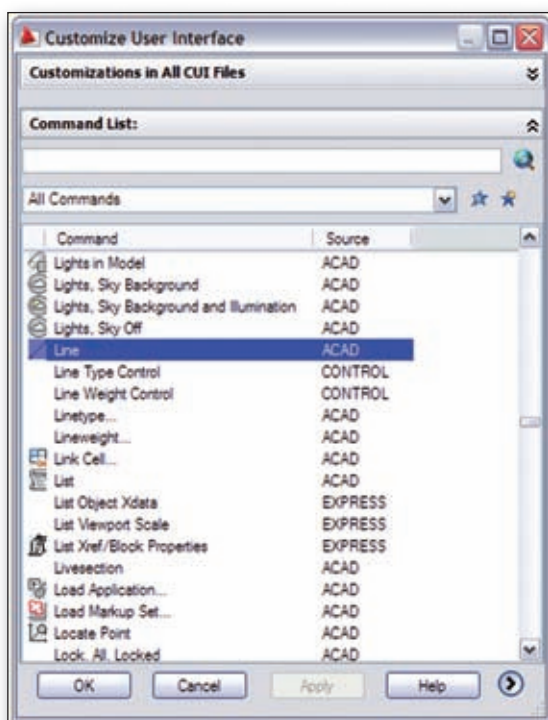 Customize User Interface
Customizations in All CUI Files
Command List:
All Commands
Command Source
Lights in Model ACAD
Lights, Sky Background ACAD
Lights, Sky Background and Illumination ACAD
Lights, Sky Off ACAD
Line ACAD
Line Type Control CONTROL
Line Weight Control CONTROL
Linetype... ACAD
Lineweight... ACAD
Link Cell... ACAD
List ACAD
List Object Xdata EXPRESS
List Viewport Scale EXPRESS
List Xref/Block Properties EXPRESS
Livesection ACAD
Load Application... ACAD
Load Markup Set... ACAD
Locate Point ACAD
Lock, All, Locked ACAD
OK Cancel Apply Help